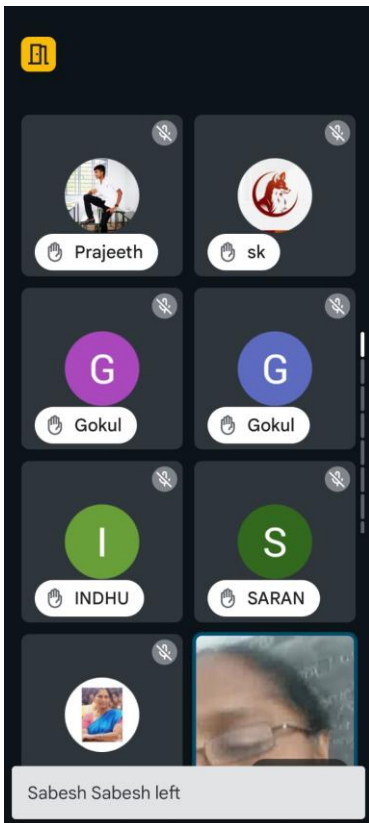 Prajeeth
sk
G
G
Gokul
Gokul
I
S
INDHU
SARAN
Sabesh Sabesh left